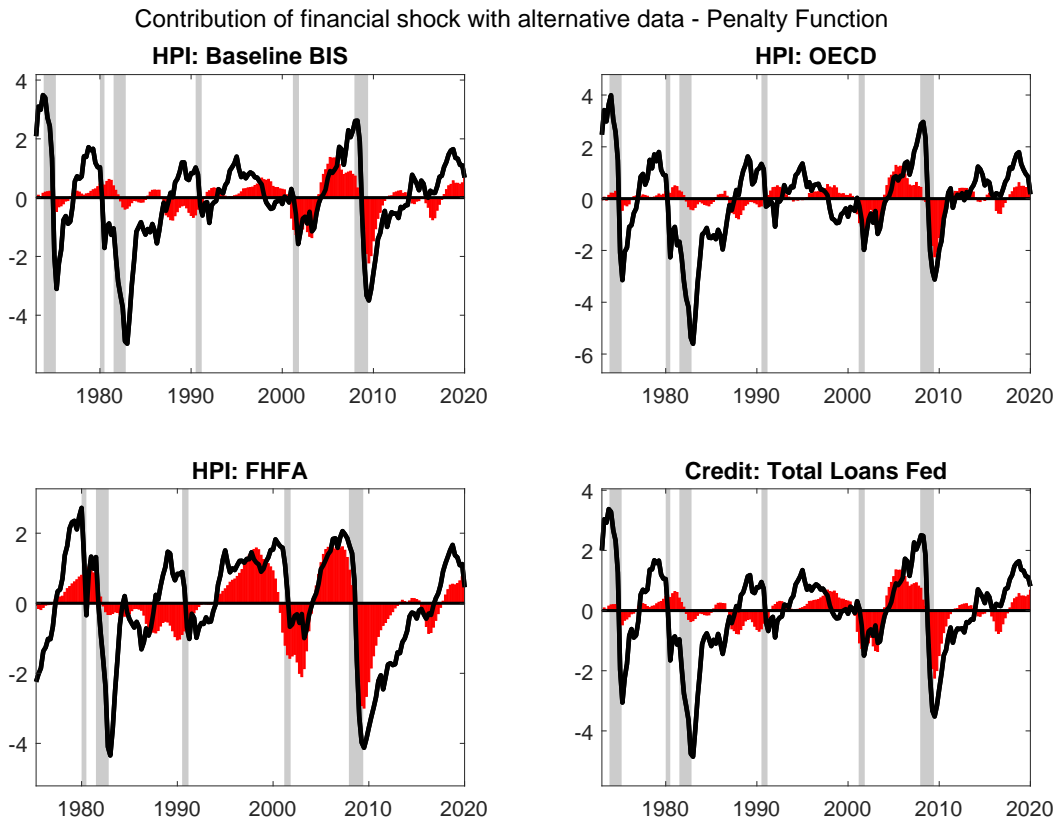 Contribution of financial shock with alternative data - Penalty Function
HPI: Baseline BIS
4
2
0
-2
-4
1980 1990 2000 2010 2020
HPI: OECD
4
2
0
-2
-4
-6
1980 1990 2000 2010 2020
HPI: FHFA
2
0
-2
-4
1980 1990 2000 2010 2020
Credit: Total Loans Fed
4
2
0
-2
-4
1980 1990 2000 2010 2020